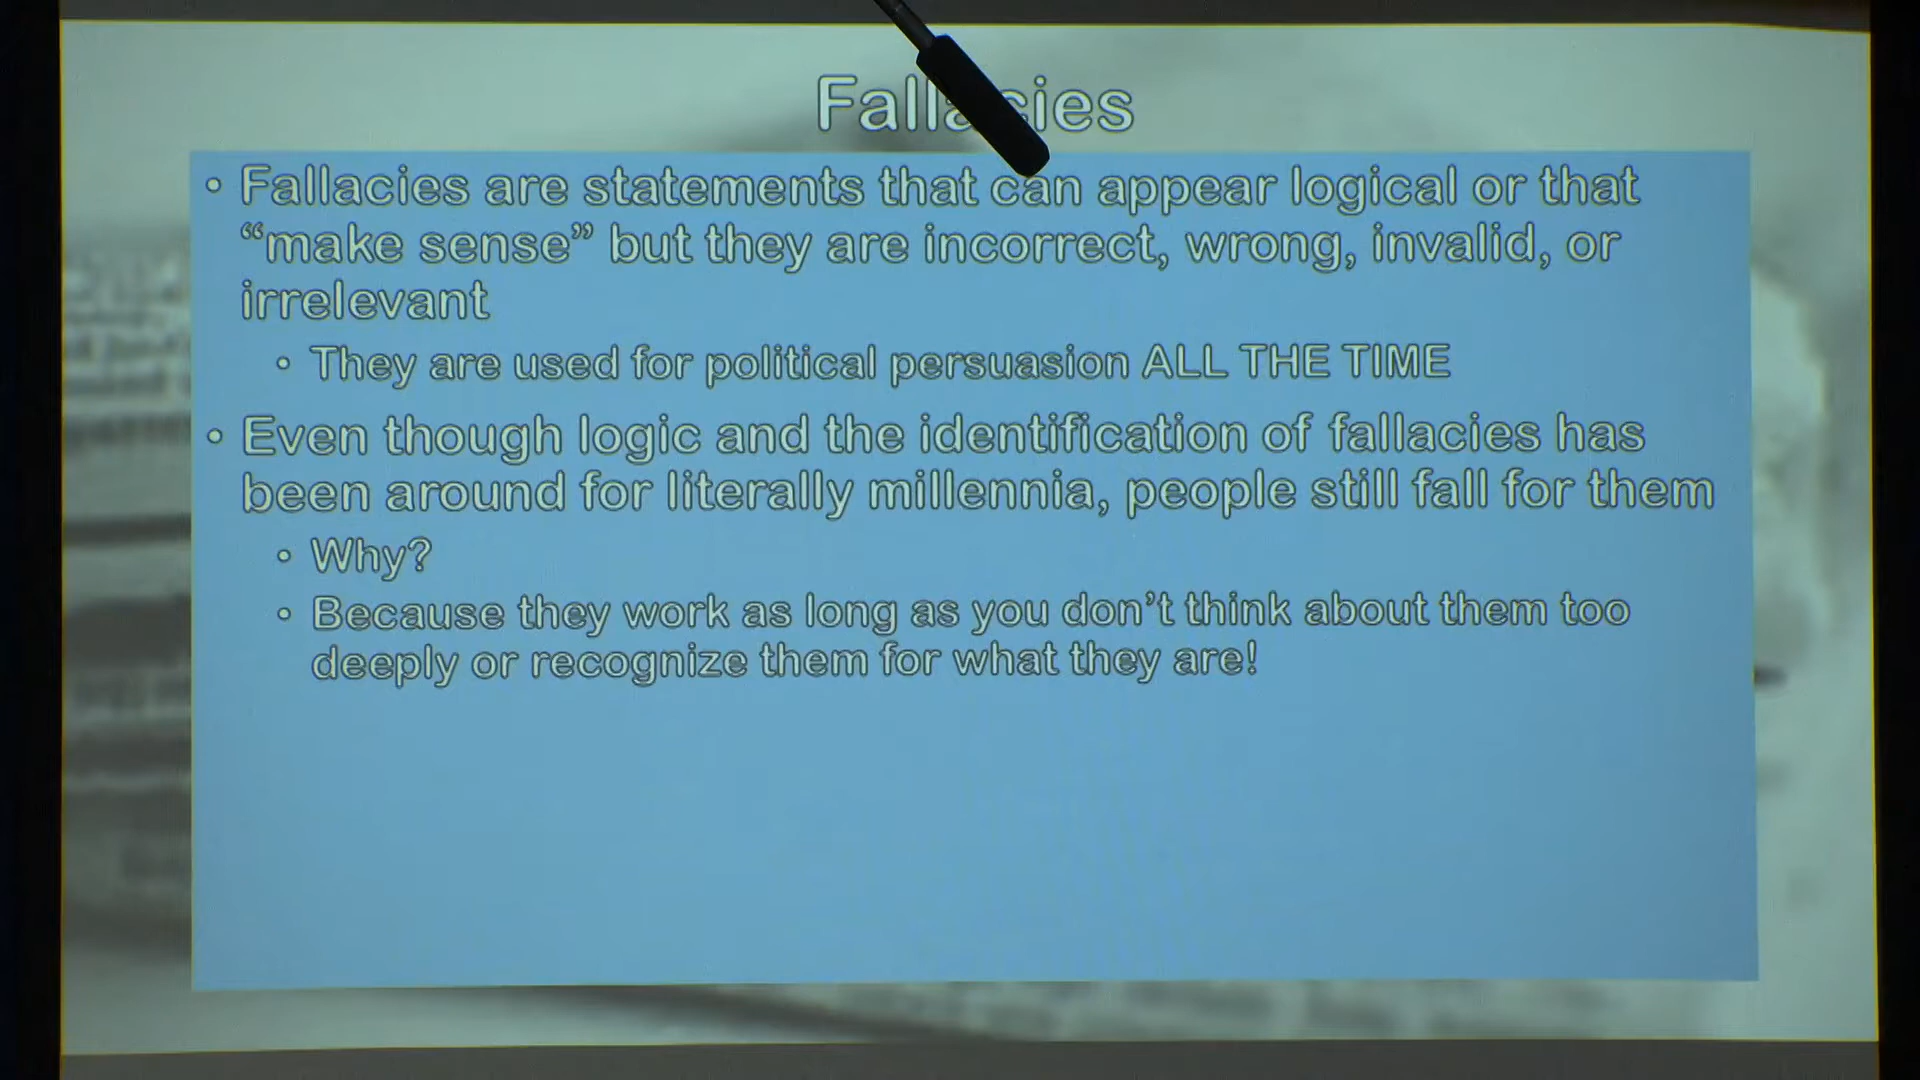 Fallacies
• Fallacies are statements that can appear logical or that
“make sense” but they are incorrect, wrong, invalid, or
irrelevant
• They are used for political persuasion ALL THE TIME
• Even though logic and the identification of fallacies has
been around for literally millennia, people still fall for them
• Why?
• Because they work as long as you don’t think about them too
deeply or recognize them for what they are!